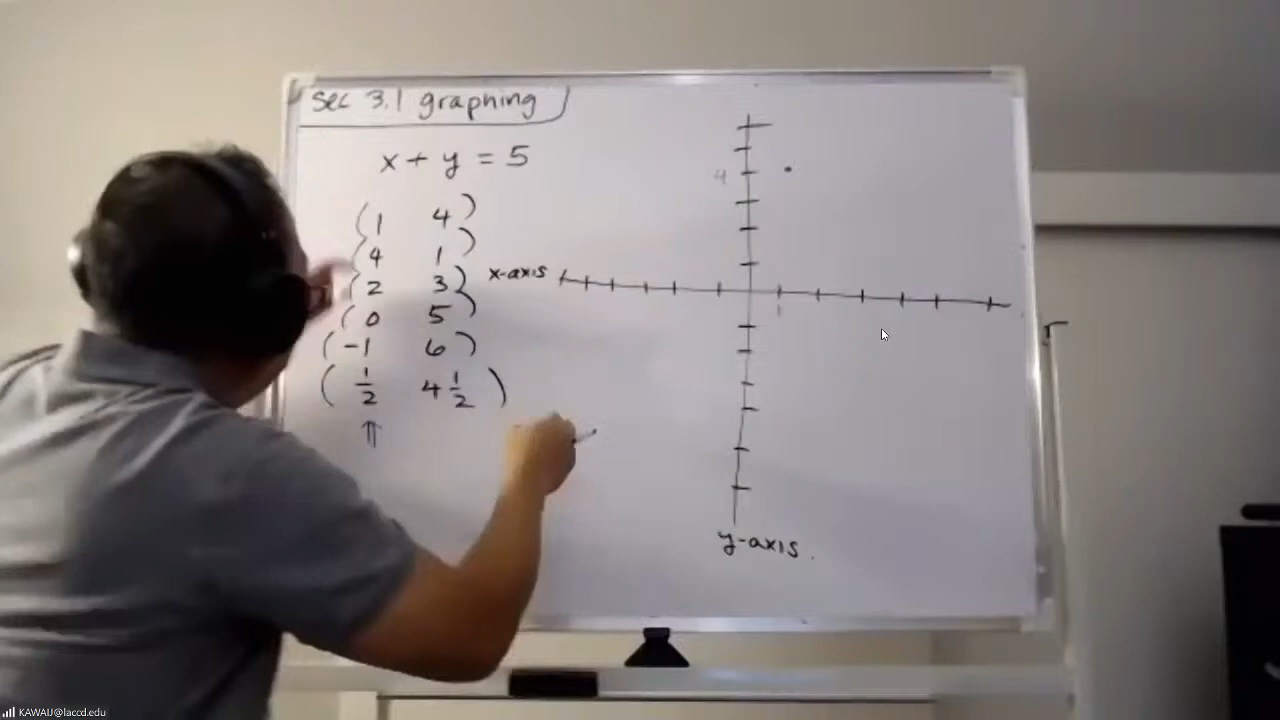 Sec 3.1 graphing
x + y = 5
(1 4)
(4 1)
(2 3)
(0 5)
(-1 6)
(1/2 4 1/2)
⇑
4
x-axis
1
y-axis.
KAWAIJ@laccd.edu